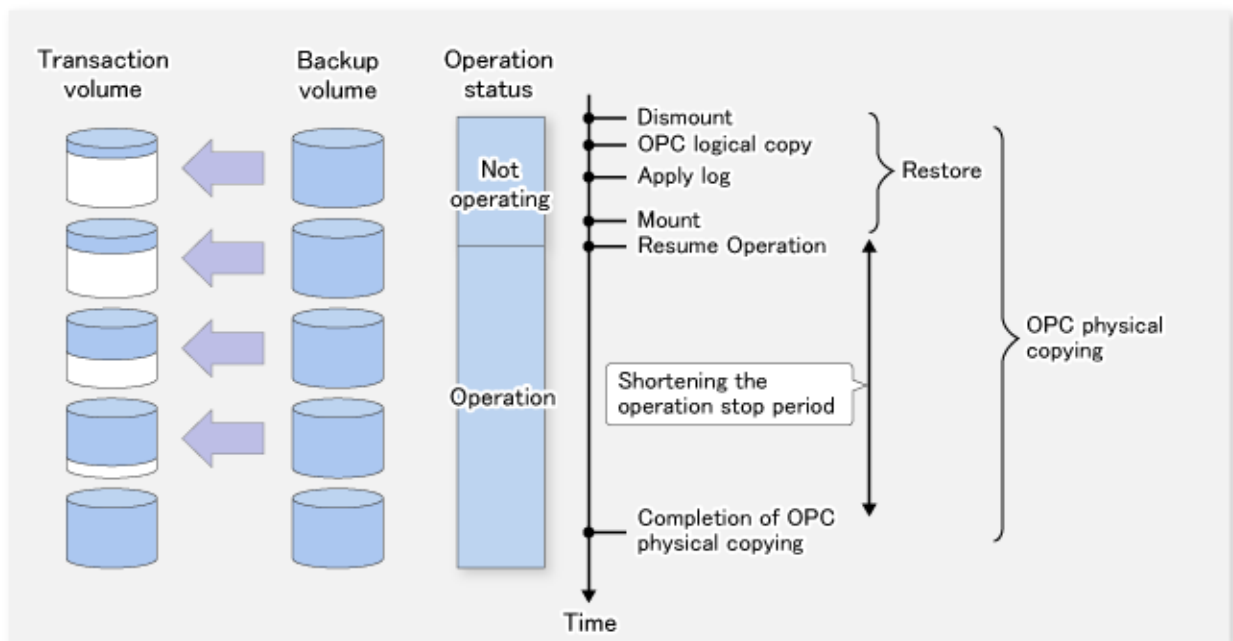 Transaction
volume
Backup
volume
Operation
status
Not
operating
Operation
Dismount
OPC logical copy
Apply log
Mount
Resume Operation
Restore
Shortening the
operation stop period
OPC physical
copying
Completion of OPC
physical copying
Time